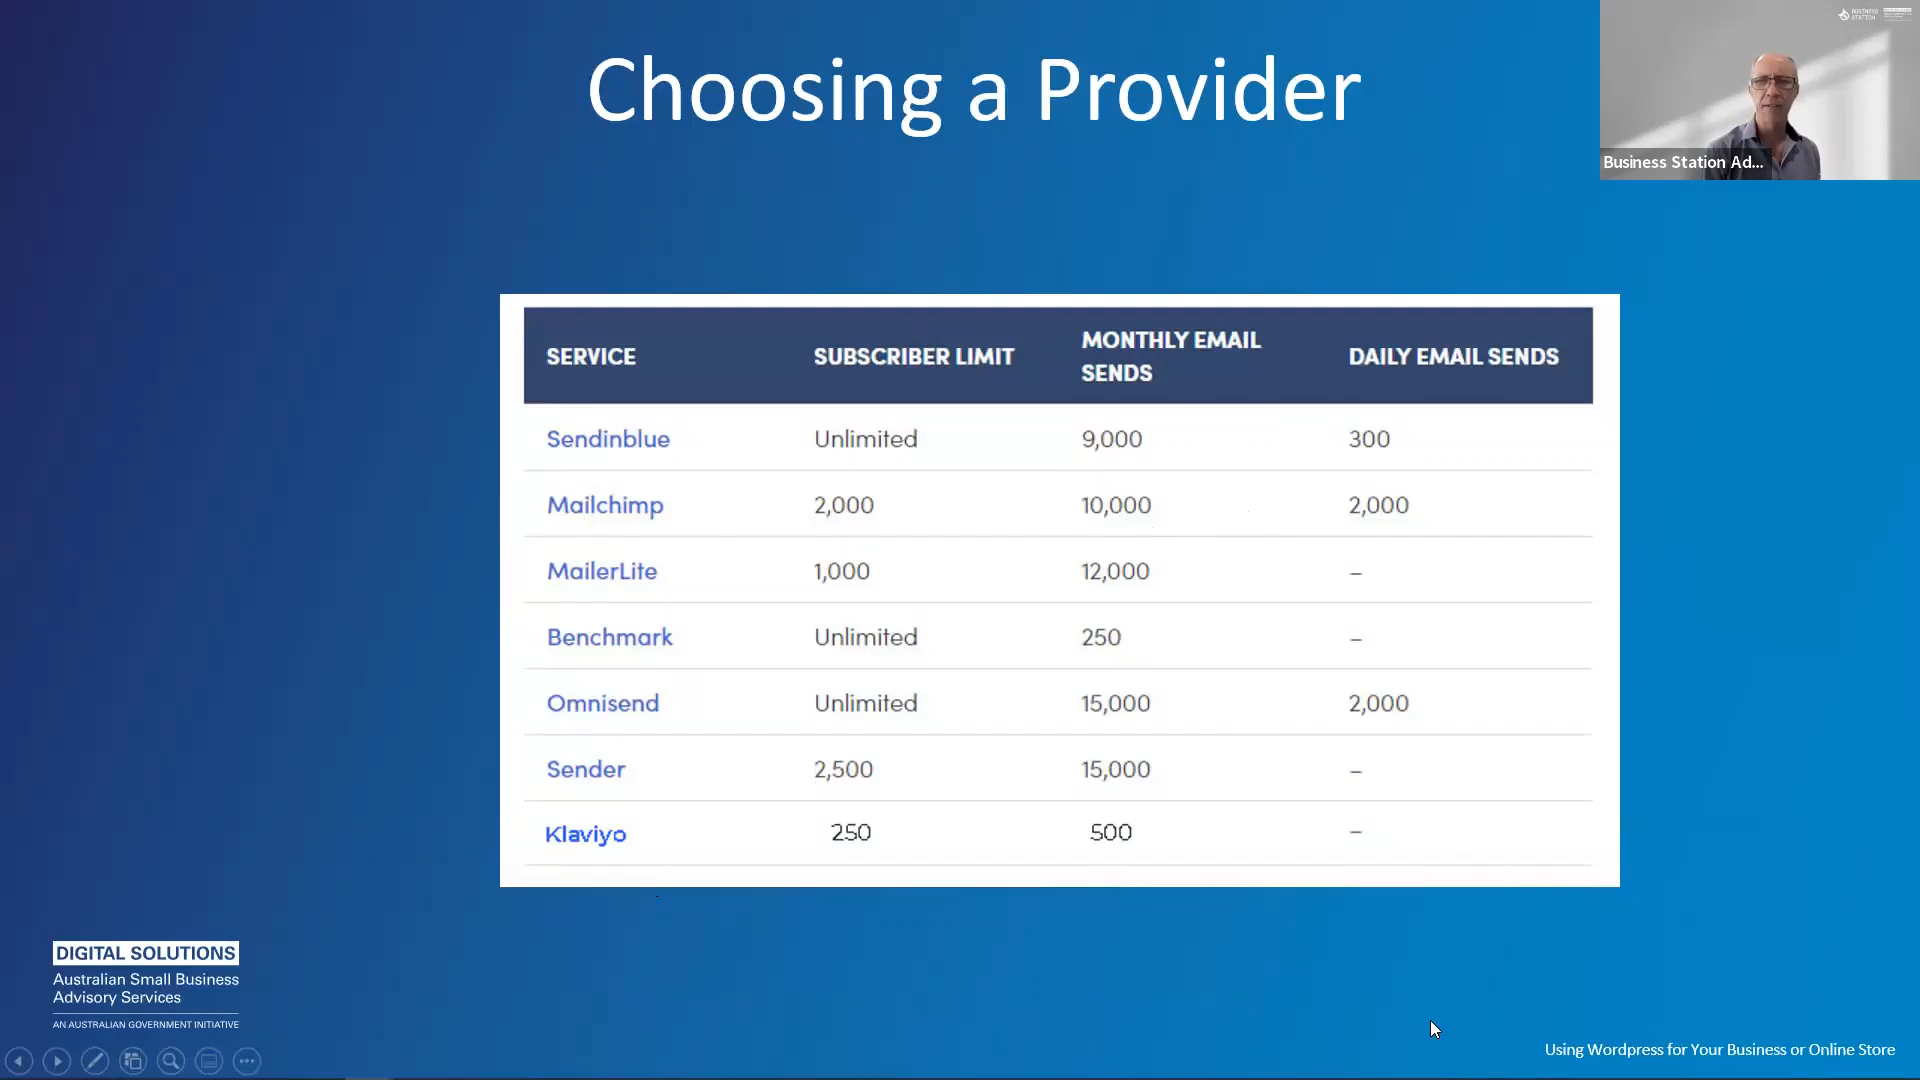 Choosing a Provider
BUSINESS
STATION
Business Station Ad...
SERVICE SUBSCRIBER LIMIT MONTHLY EMAIL SENDS DAILY EMAIL SENDS
Sendinblue Unlimited 9,000 300
Mailchimp 2,000 10,000 2,000
MailerLite 1,000 12,000 –
Benchmark Unlimited 250 –
Omnisend Unlimited 15,000 2,000
Sender 2,500 15,000 –
Klaviyo 250 500 –
DIGITAL SOLUTIONS
Australian Small Business
Advisory Services
AN AUSTRALIAN GOVERNMENT INITIATIVE
Using Wordpress for Your Business or Online Store